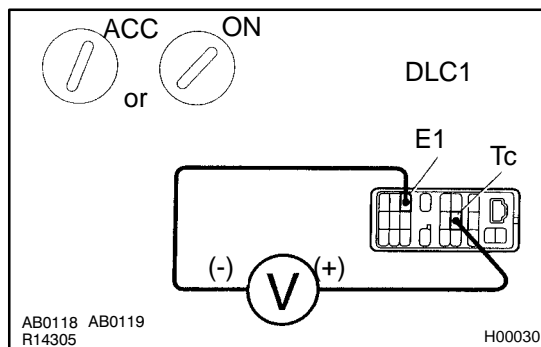 ACC
ON
or
DLC1
E1
Tc
(-)
V
(+)
AB0118 AB0119
R14305
H00030